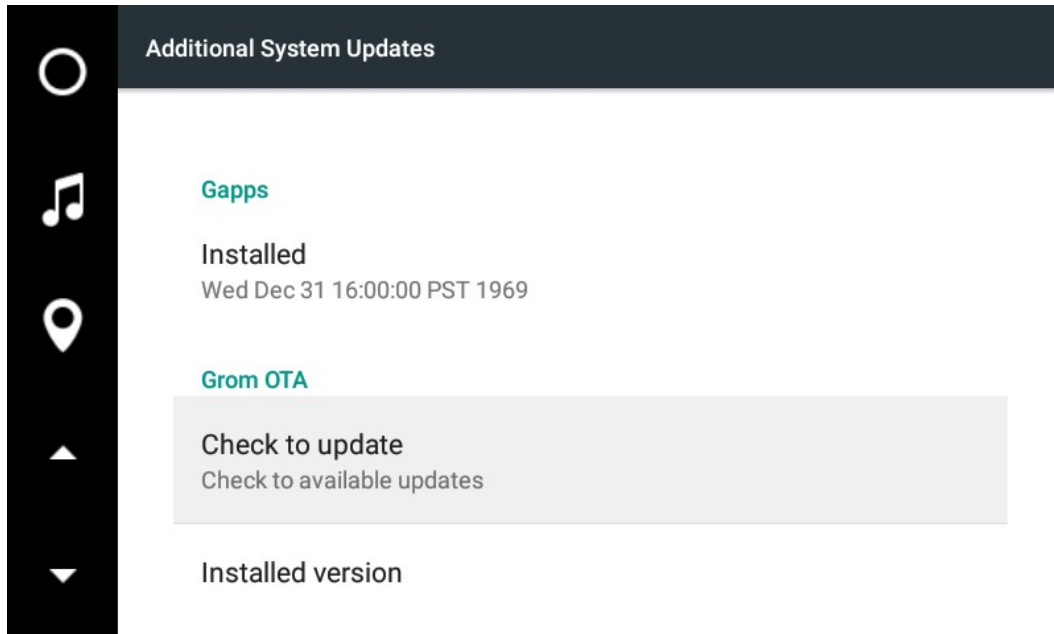 Additional System Updates
Gapps
Installed
Wed Dec 31 16:00:00 PST 1969
Grom OTA
Check to update
Check to available updates
Installed version